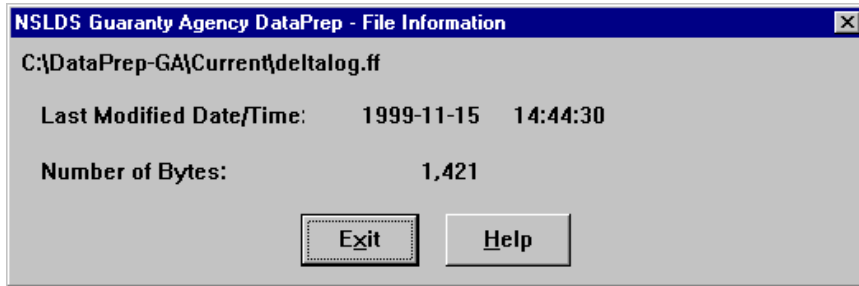 NSLDS Guaranty Agency DataPrep - File Information
C:\DataPrep-GA\Current\deltalog.ff
Last Modified Date/Time: 1999-11-15 14:44:30
Number of Bytes: 1,421
Exit Help